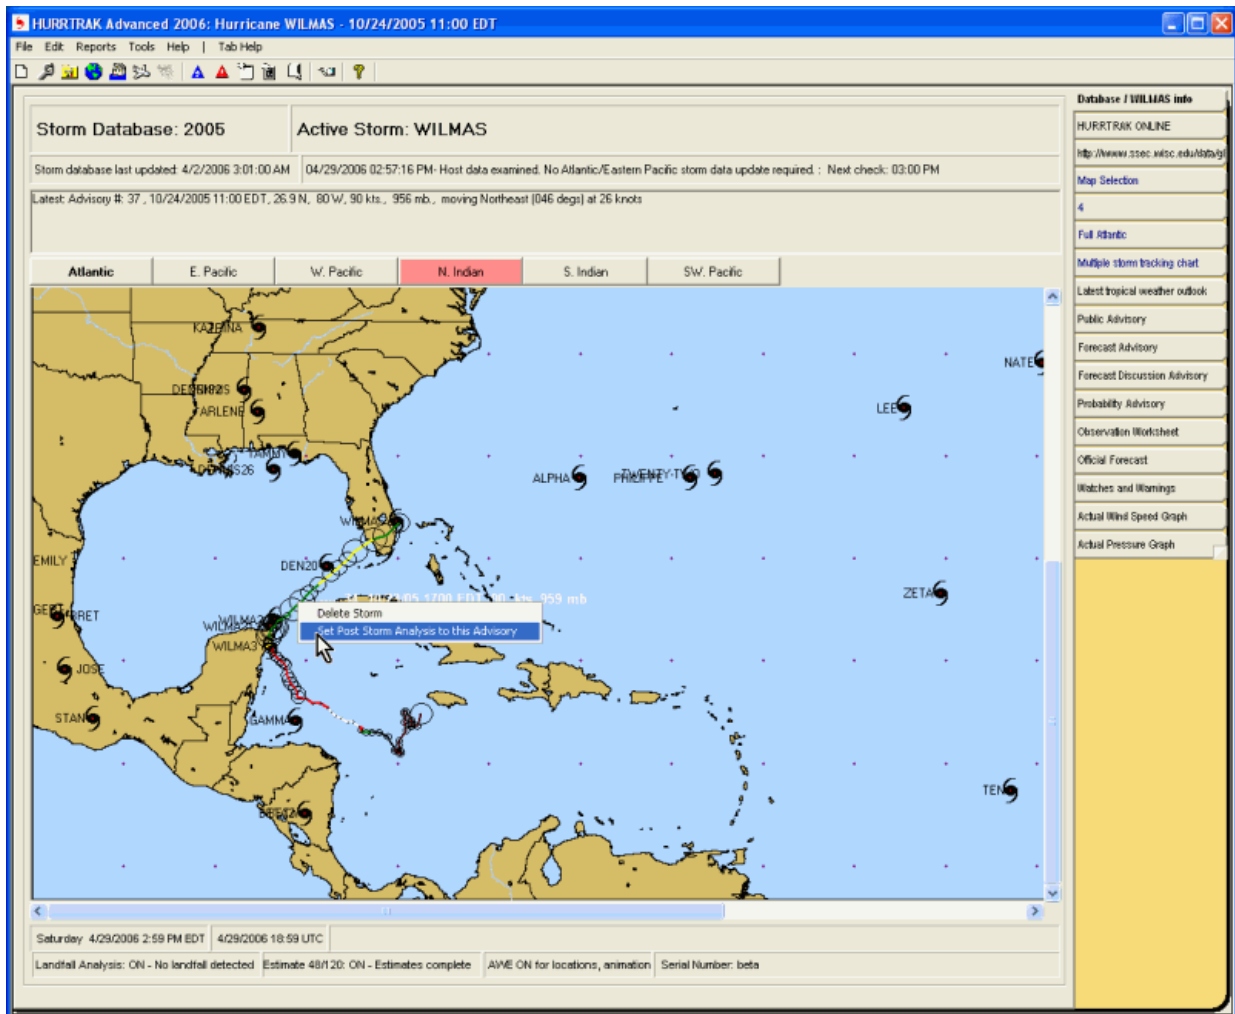 HURRTRAK Advanced 2006: Hurricane WILMAS - 10/24/2005 11:00 EDT
File Edit Reports Tools Help | Tab Help
Storm Database: 2005 Active Storm: WILMAS
Storm database last updated: 4/2/2006 3:01:00 AM 04/29/2006 02:57:16 PM- Host data examined. No Atlantic/Eastern Pacific storm data update required. : Next check: 03:00 PM
Latest: Advisory #: 37 , 10/24/2005 11:00 EDT, 26.9 N, 80 W, 90 kts., 956 mb., moving Northeast (046 degs) at 26 knots
Atlantic E. Pacific W. Pacific N. Indian S. Indian SW. Pacific
NATE
LEE
ARLENE
ALPHA
EMILY
DEN20
ZETA
WILMA3
JOSE
STAN
GAMMA
TEN
Delete Storm
Set Post Storm Analysis to this Advisory
Saturday 4/29/2006 2:59 PM EDT 4/29/2006 18:59 UTC
Landfall Analysis: ON - No landfall detected Estimate 48/120: ON - Estimates complete AWE ON for locations, animation Serial Number: beta
Database / WILMAS info
HURRTRAK ONLINE
Map Selection
4
Full Atlantic
Multiple storm tracking chart
Latest tropical weather outlook
Public Advisory
Forecast Advisory
Forecast Discussion Advisory
Probability Advisory
Observation Worksheet
Official Forecast
Watches and Warnings
Actual Wind Speed Graph
Actual Pressure Graph